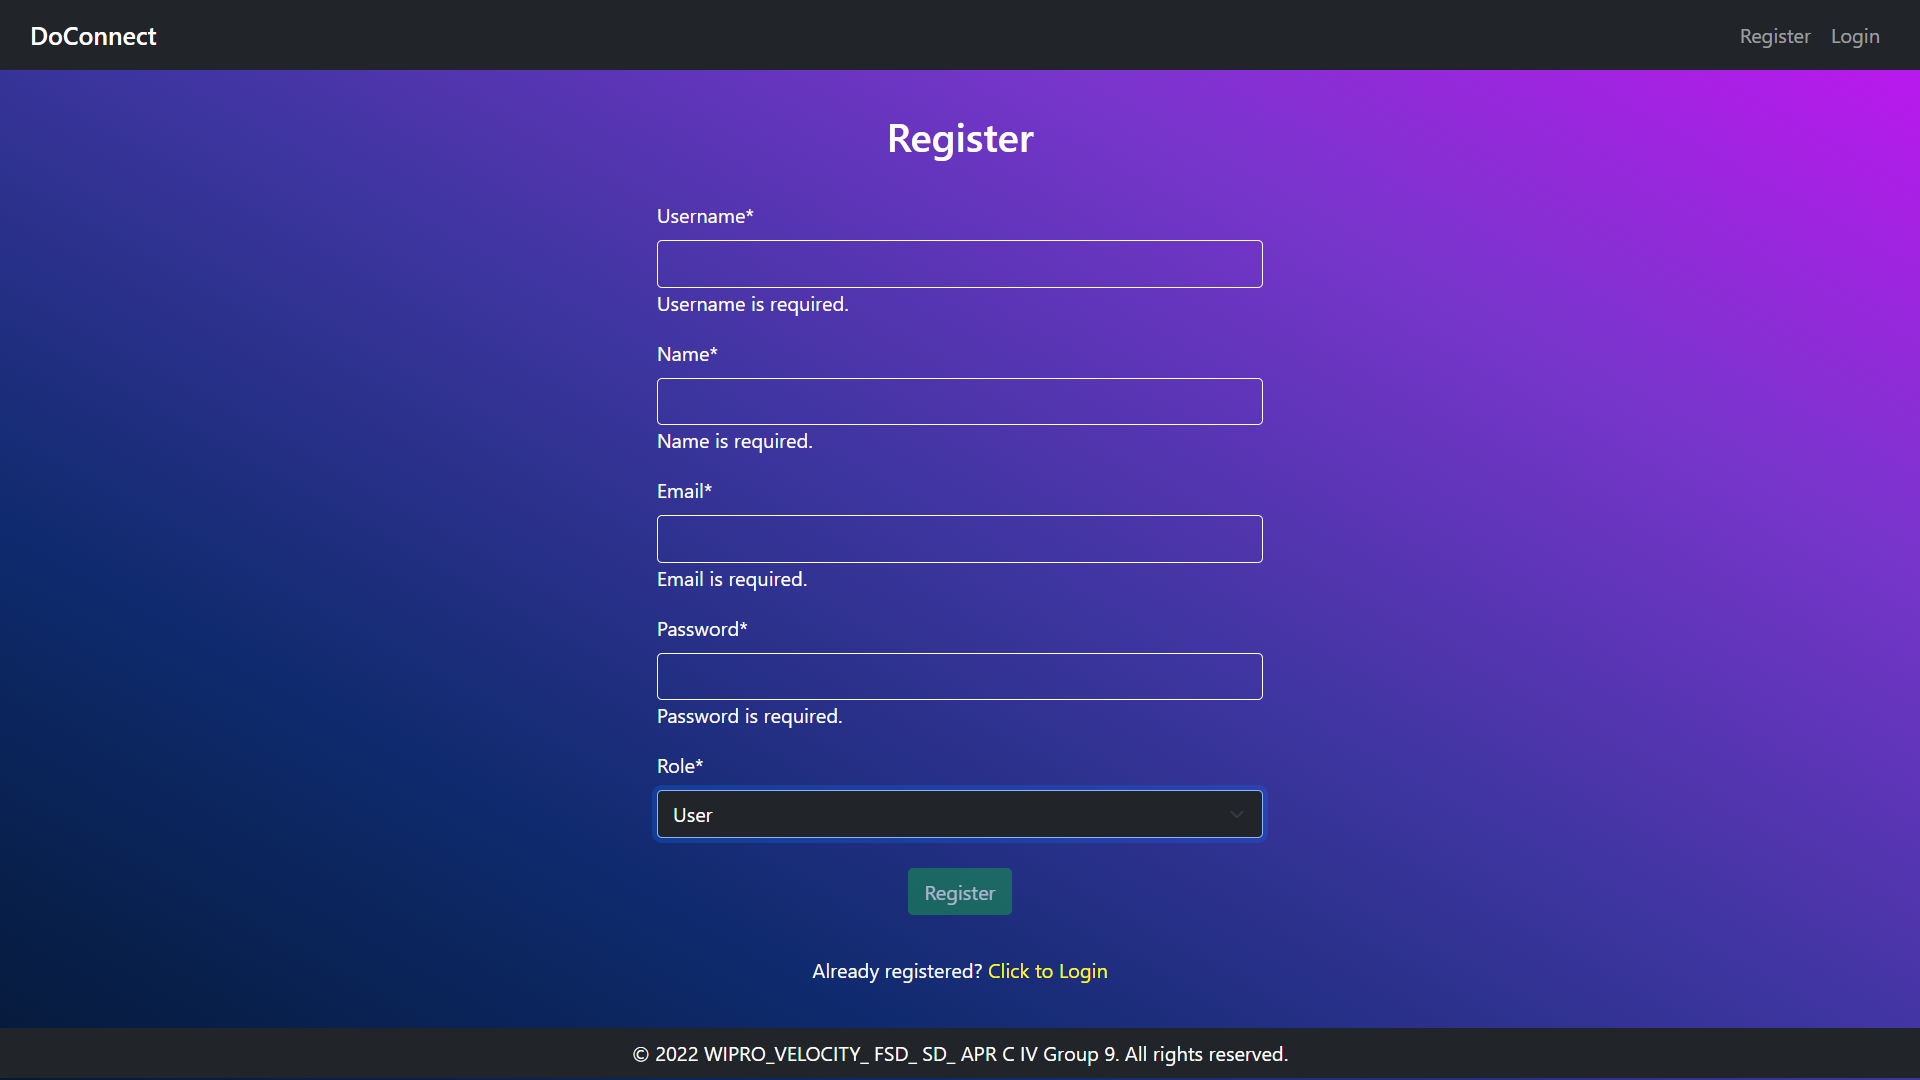 DoConnect
Register Login
Register
Username*
Username is required.
Name*
Name is required.
Email*
Email is required.
Password*
Password is required.
Role*
User
Register
Already registered? Click to Login
© 2022 WIPRO_VELOCITY_ FSD_ SD_ APR C IV Group 9. All rights reserved.